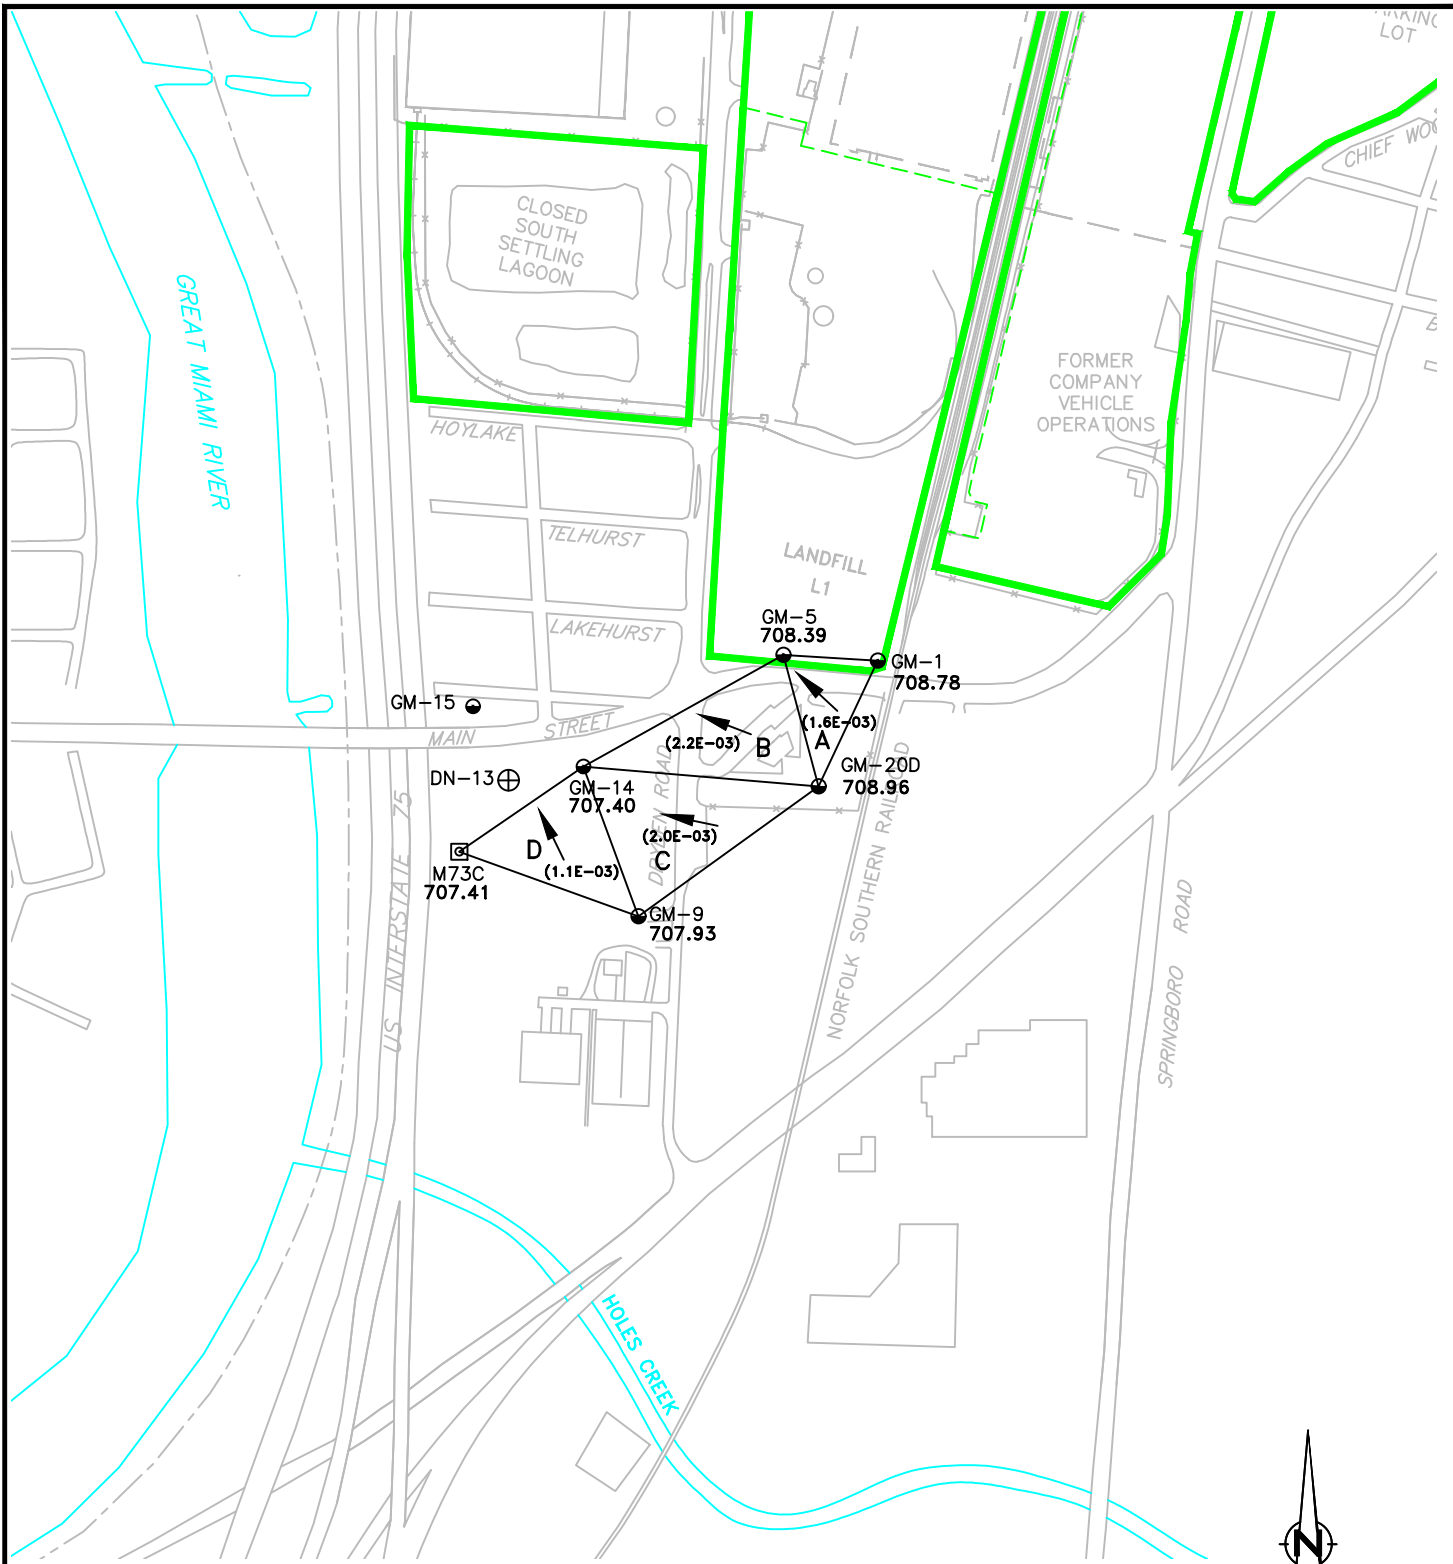 LOT
CHIEF
CLOSED
SOUTH
SETTLING
LAGOON
GREAT MIAMI RIVER
FORMER
COMPANY
VEHICLE
OPERATIONS
HOYLAKE
TELHURST
LANDFILL
L1
LAKEHURST
GM-5
708.39
GM-1
708.78
GM-15
MAIN STREET
(1.6E-03)
A
(2.2E-03)
B
GM-20D
708.96
DN-13
GM-14
707.40
DRYDEN ROAD
(2.0E-03)
C
D
(1.1E-03)
M73C
707.41
GM-9
707.93
US INTERSTATE 75
NORFOLK SOUTHERN RAILROAD
SPRINGBORO ROAD
HOLES CREEK
N